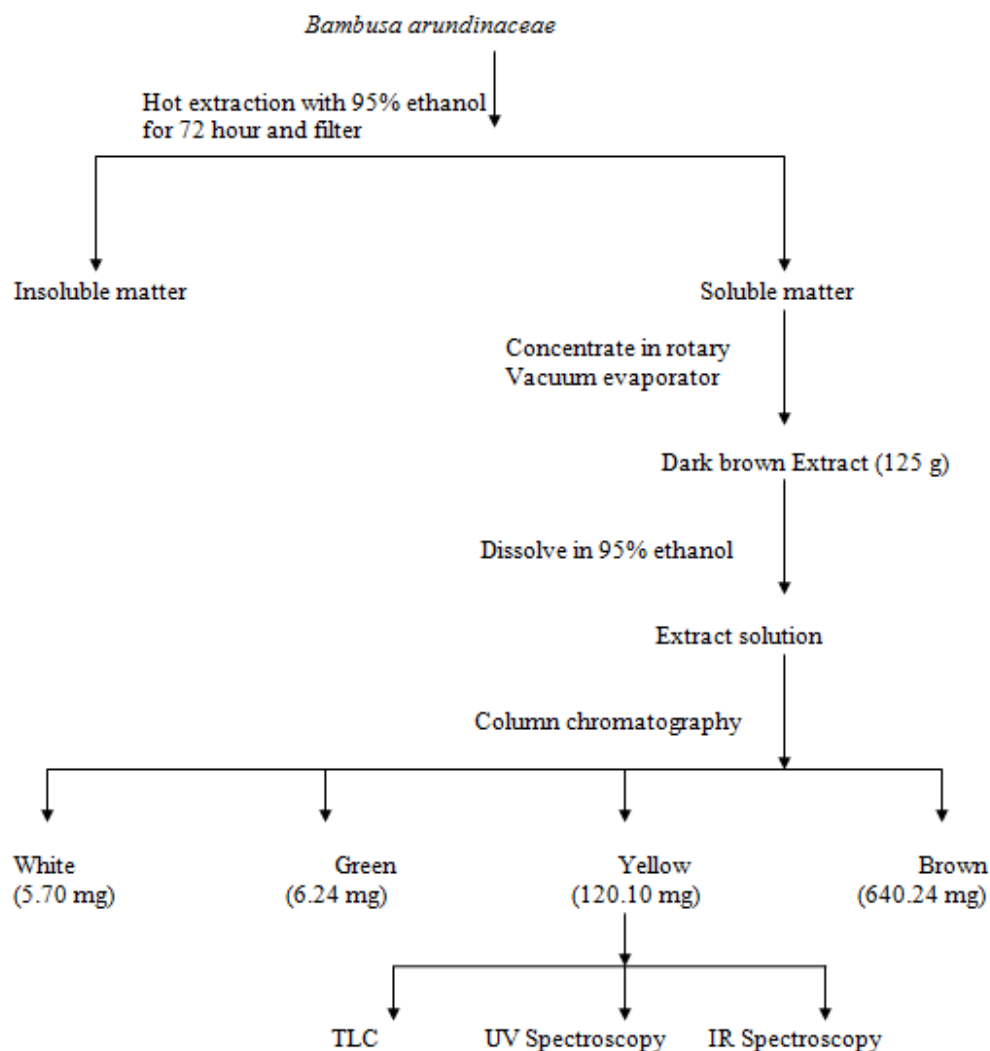 Bambusa arundinaceae
Hot extraction with 95% ethanol
for 72 hour and filter
Insoluble matter
Soluble matter
Concentrate in rotary
Vacuum evaporator
Dark brown Extract (125 g)
Dissolve in 95% ethanol
Extract solution
Column chromatography
White
(5.70 mg)
Green
(6.24 mg)
Yellow
(120.10 mg)
Brown
(640.24 mg)
TLC
UV Spectroscopy
IR Spectroscopy